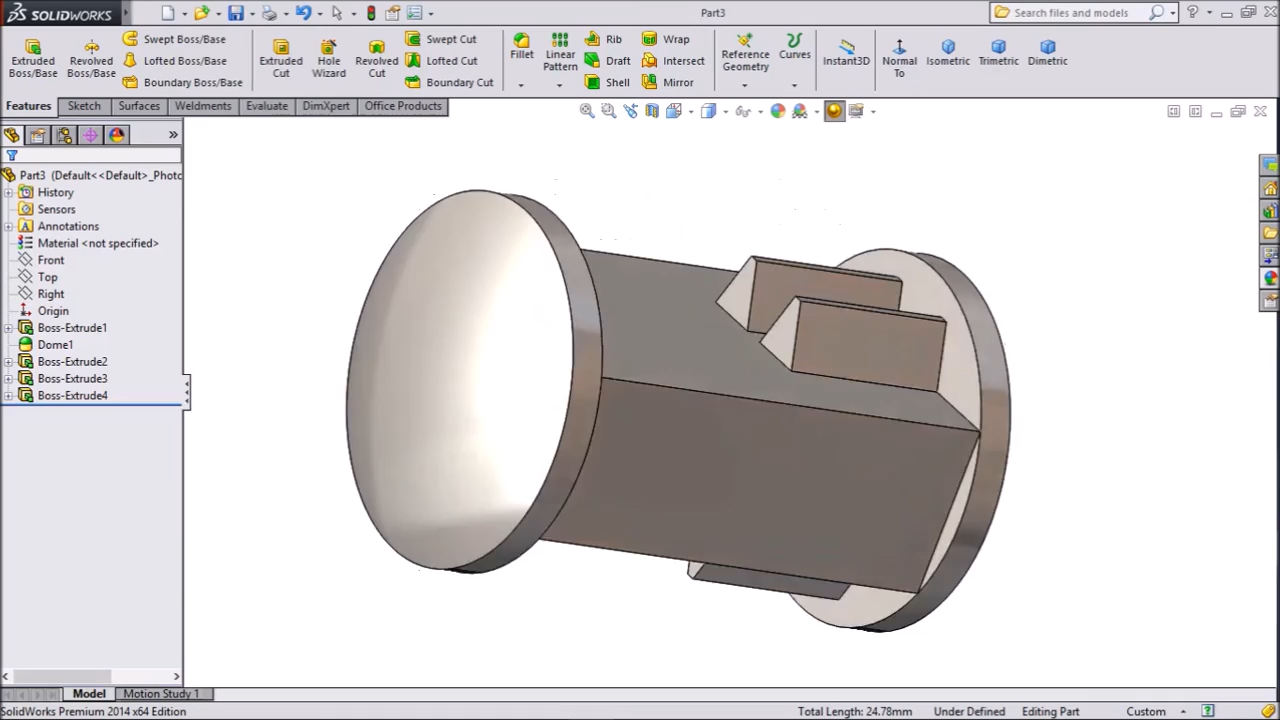 SOLIDWORKS
Part3
Search files and models
Extruded Boss/Base
Revolved Boss/Base
Swept Boss/Base
Lofted Boss/Base
Boundary Boss/Base
Extruded Cut
Hole Wizard
Revolved Cut
Swept Cut
Lofted Cut
Boundary Cut
Fillet
Linear Pattern
Rib
Draft
Shell
Wrap
Intersect
Mirror
Reference Geometry
Curves
Instant3D
Normal To
Isometric
Trimetric
Dimetric
Features
Sketch
Surfaces
Weldments
Evaluate
DimXpert
Office Products
Part3 (Default<<Default>_Photo
History
Sensors
Annotations
Material <not specified>
Front
Top
Right
Origin
Boss-Extrude1
Dome1
Boss-Extrude2
Boss-Extrude3
Boss-Extrude4
Model
Motion Study 1
SolidWorks Premium 2014 x64 Edition
Total Length: 24.78mm
Under Defined
Editing Part
Custom